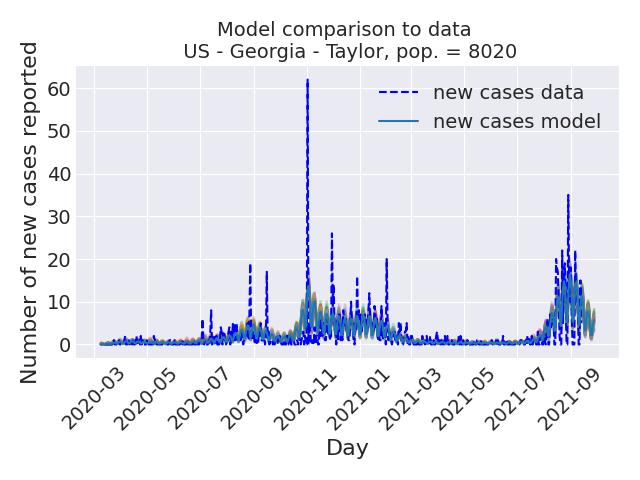 Model comparison to data
US - Georgia - Taylor, pop. = 8020
Number of new cases reported
60
50
40
30
20
10
0
new cases data
new cases model
2020-03
2020-05
2020-07
2020-09
2020-11
2021-01
2021-03
2021-05
2021-07
2021-09
Day